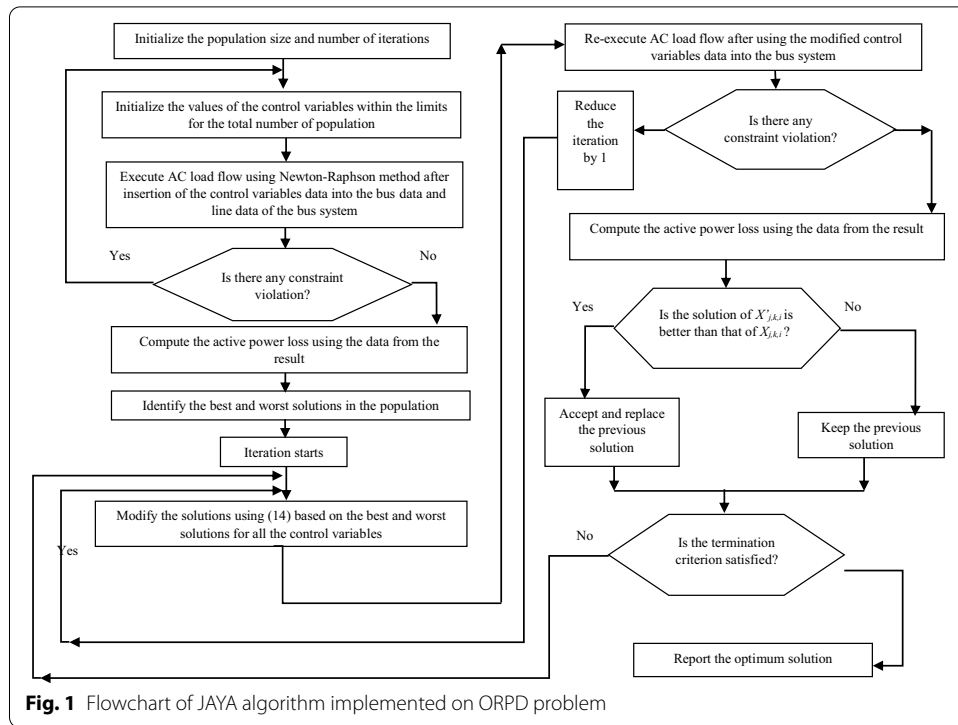 Initialize the population size and number of iterations
Initialize the values of the control variables within the limits
for the total number of population
Execute AC load flow using Newton-Raphson method after
insertion of the control variables data into the bus data and
line data of the bus system
Yes
No
Is there any constraint
violation?
Compute the active power loss using the data from the
result
Identify the best and worst solutions in the population
Iteration starts
Modify the solutions using (14) based on the best and worst
solutions for all the control variables
Yes
Re-execute AC load flow after using the modified control
variables data into the bus system
Reduce
the
iteration
by 1
Is there any
constraint violation?
Compute the active power loss using the data from the result
Yes
No
Is the solution of X'j,k,i is
better than that of Xj,k,i ?
Accept and replace
the previous
solution
Keep the previous
solution
No
Is the termination
criterion satisfied?
Report the optimum solution
Fig. 1 Flowchart of JAYA algorithm implemented on ORPD problem